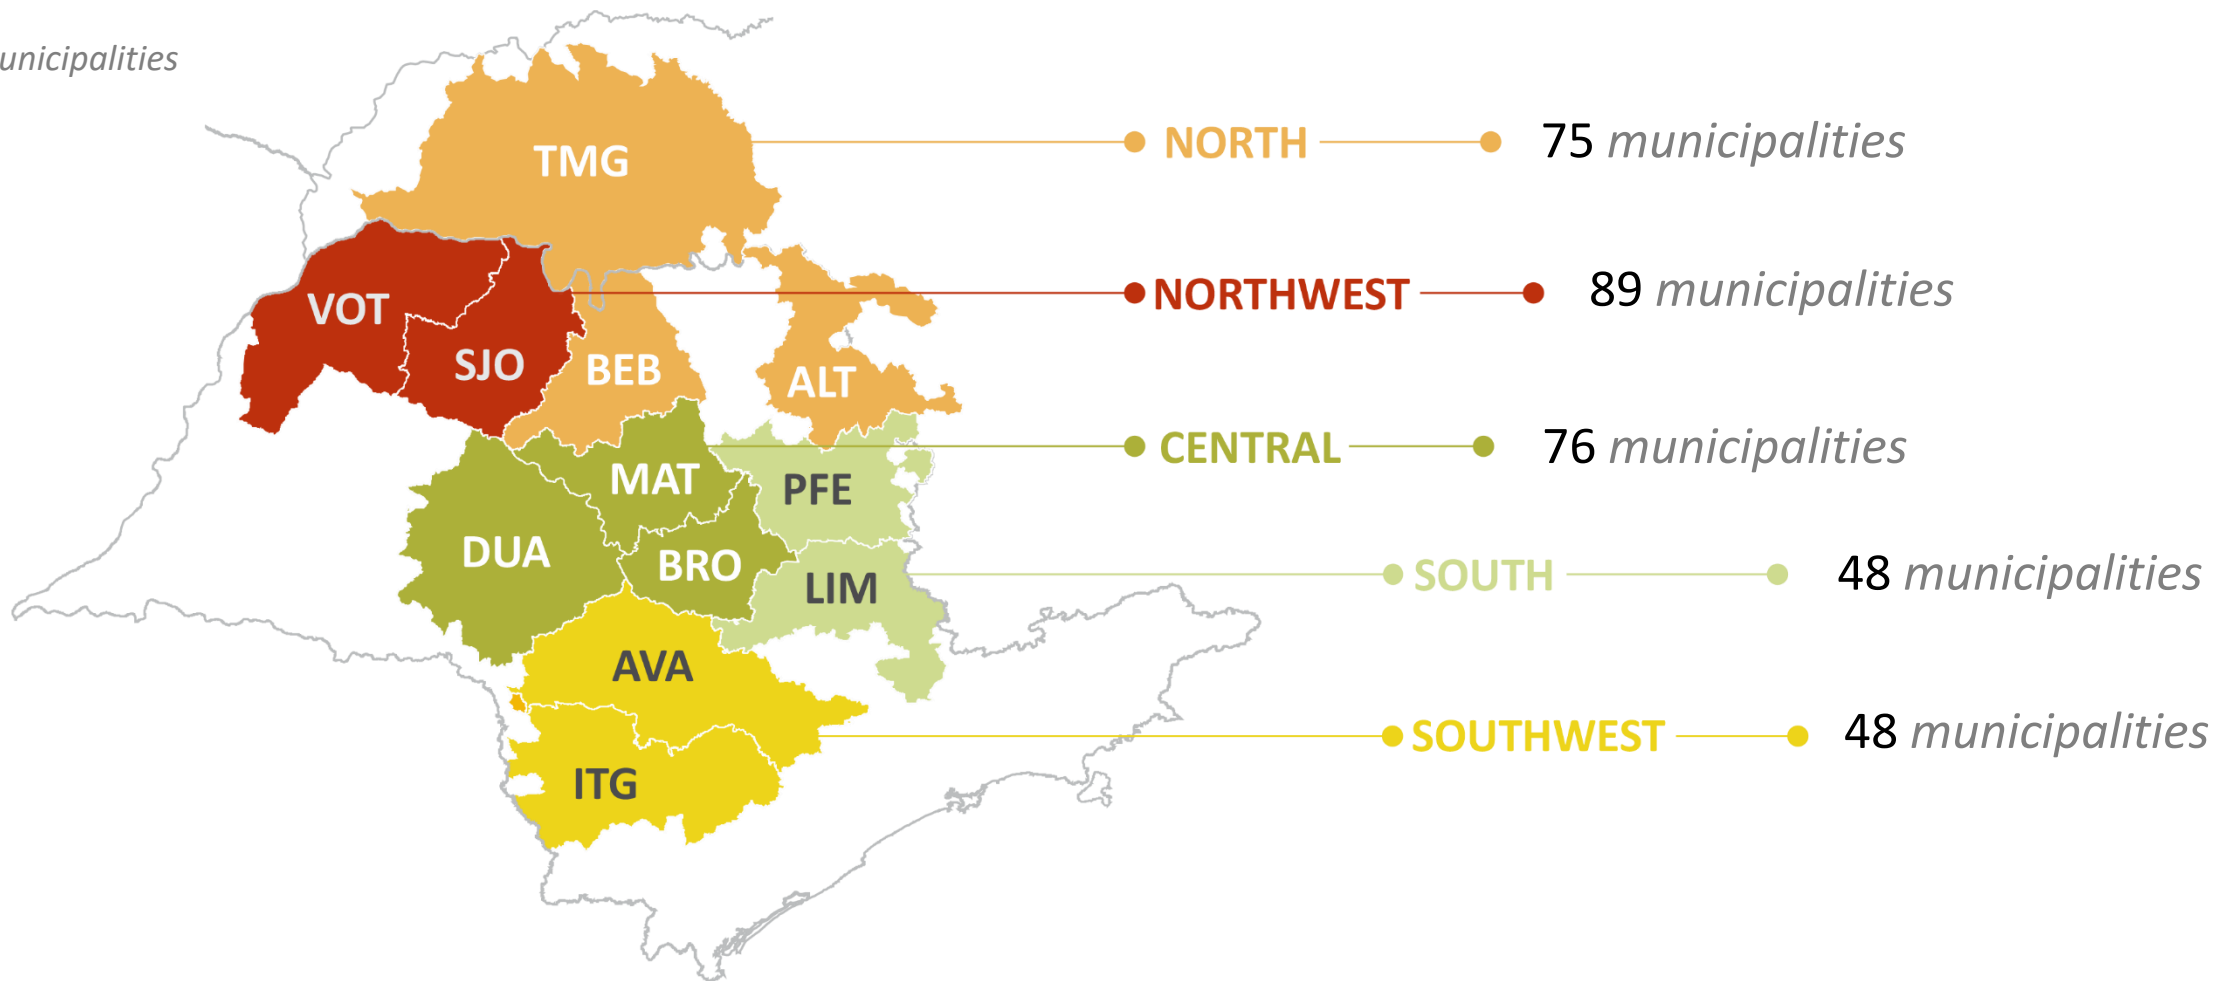 unicipalities
TMG
NORTH 75 municipalities
VOT
NORTHWEST 89 municipalities
SJO
BEB
ALT
CENTRAL 76 municipalities
MAT
PFE
DUA
BRO
LIM
SOUTH 48 municipalities
AVA
SOUTHWEST 48 municipalities
ITG